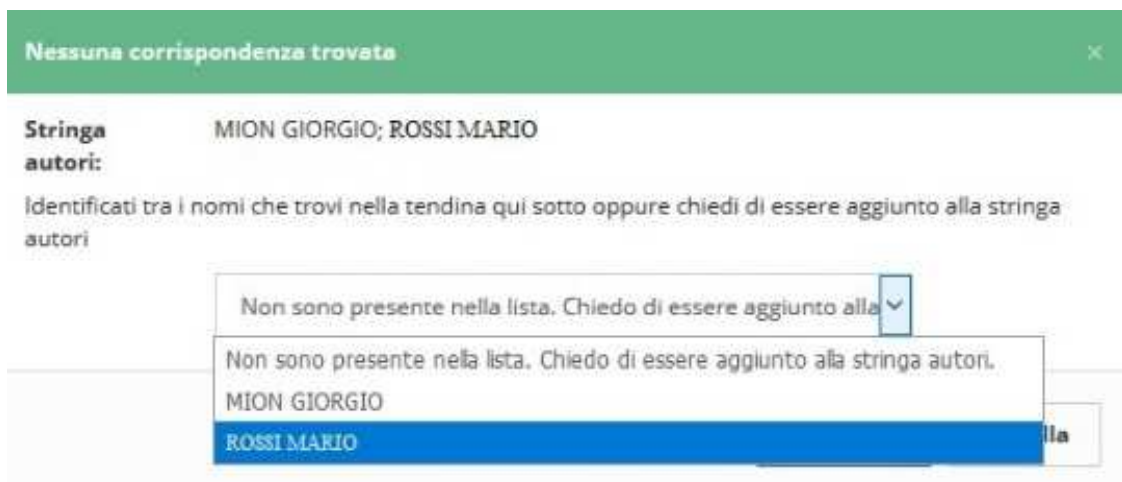 Nessuna corrispondenza trovata ×
Stringa autori: MION GIORGIO; ROSSI MARIO
Identificati tra i nomi che trovi nella tendina qui sotto oppure chiedi di essere aggiunto alla stringa
autori
Non sono presente nella lista. Chiedo di essere aggiunto alla
Non sono presente nella lista. Chiedo di essere aggiunto alla stringa autori.
MION GIORGIO
ROSSI MARIO
lla